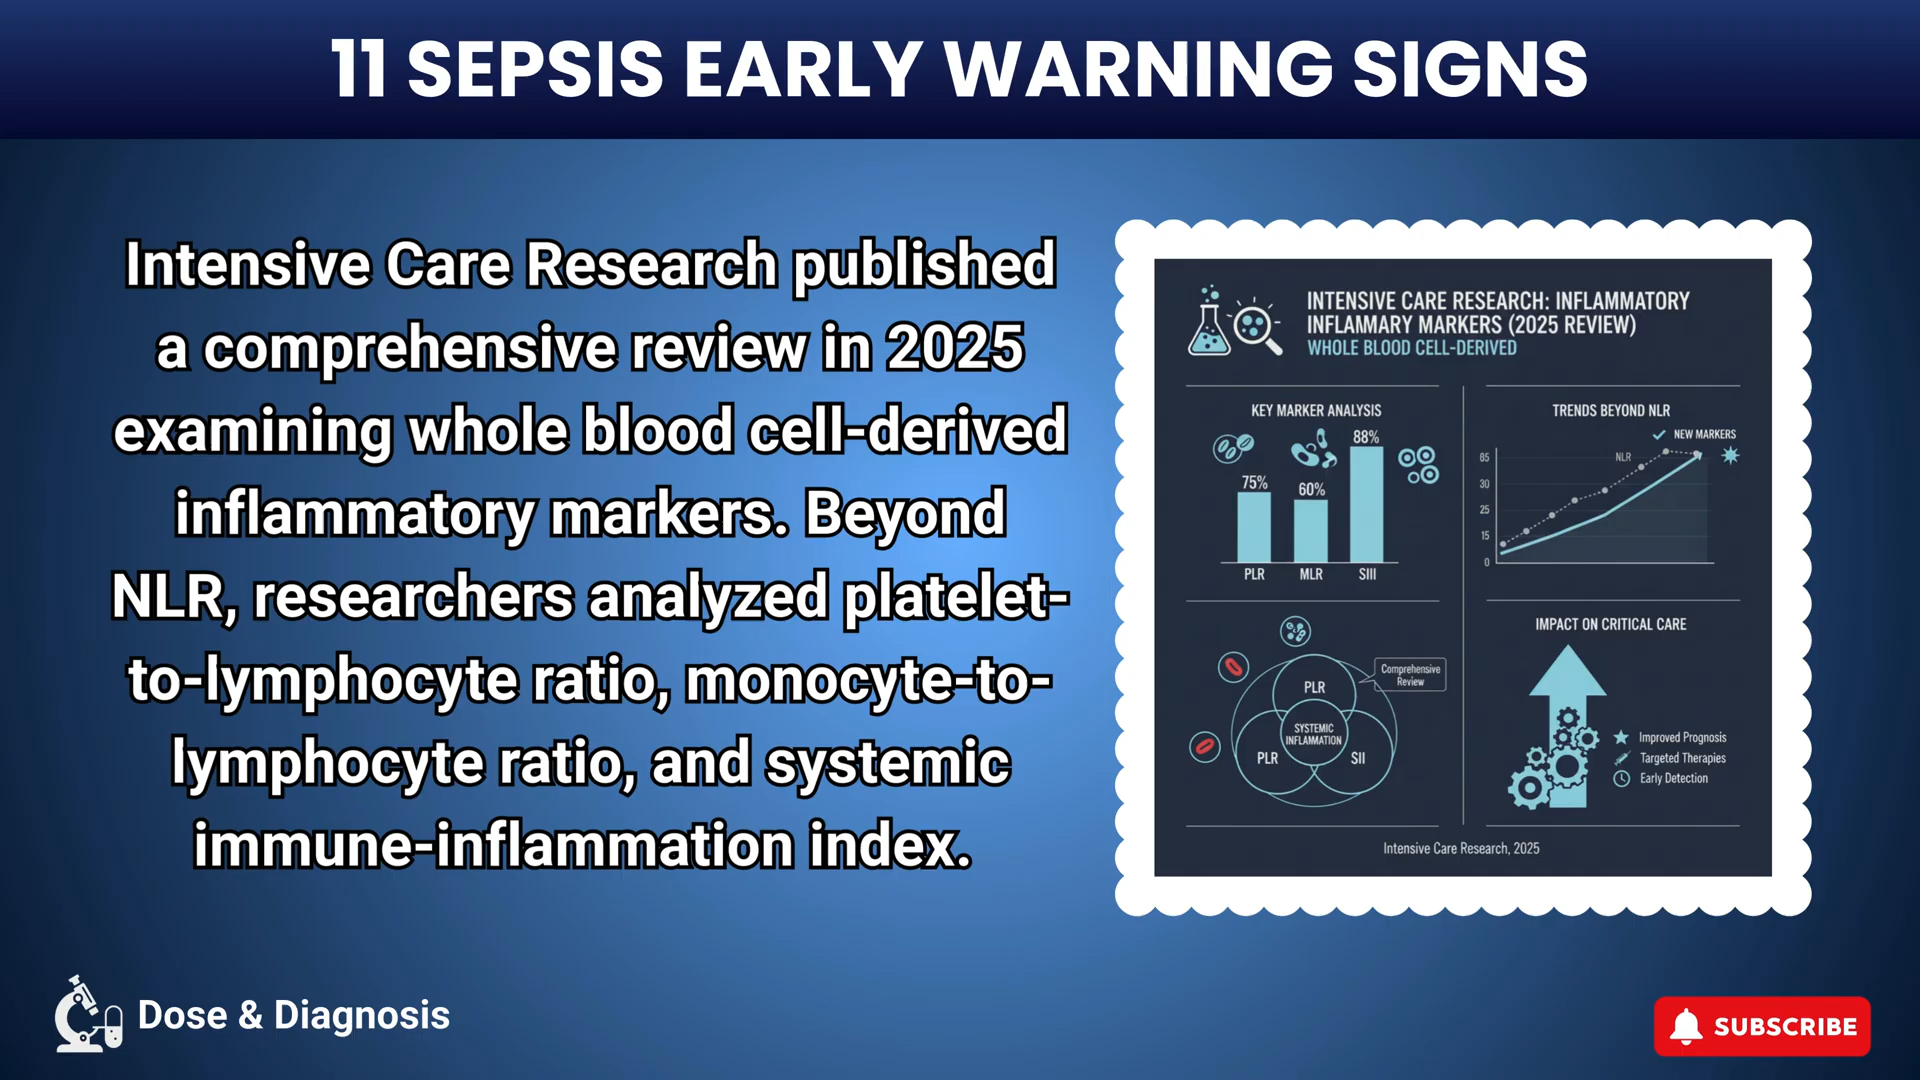 11 SEPSIS EARLY WARNING SIGNS
Intensive Care Research published
a comprehensive review in 2025
examining whole blood cell-derived
inflammatory markers. Beyond
NLR, researchers analyzed platelet-
to-lymphocyte ratio, monocyte-to-
lymphocyte ratio, and systemic
immune-inflammation index.
INTENSIVE CARE RESEARCH: INFLAMMATORY
INFLAMMARY MARKERS (2025 REVIEW)
WHOLE BLOOD CELL-DERIVED
KEY MARKER ANALYSIS
75%
60%
88%
PLR
MLR
SIII
TRENDS BEYOND NLR
NEW MARKERS
NLR
85
30
25
15
0
PLR
PLR
SII
SYSTEMIC
INFLAMMATION
Comprehensive
Review
IMPACT ON CRITICAL CARE
Improved Prognosis
Targeted Therapies
Early Detection
Intensive Care Research, 2025
Dose & Diagnosis
SUBSCRIBE